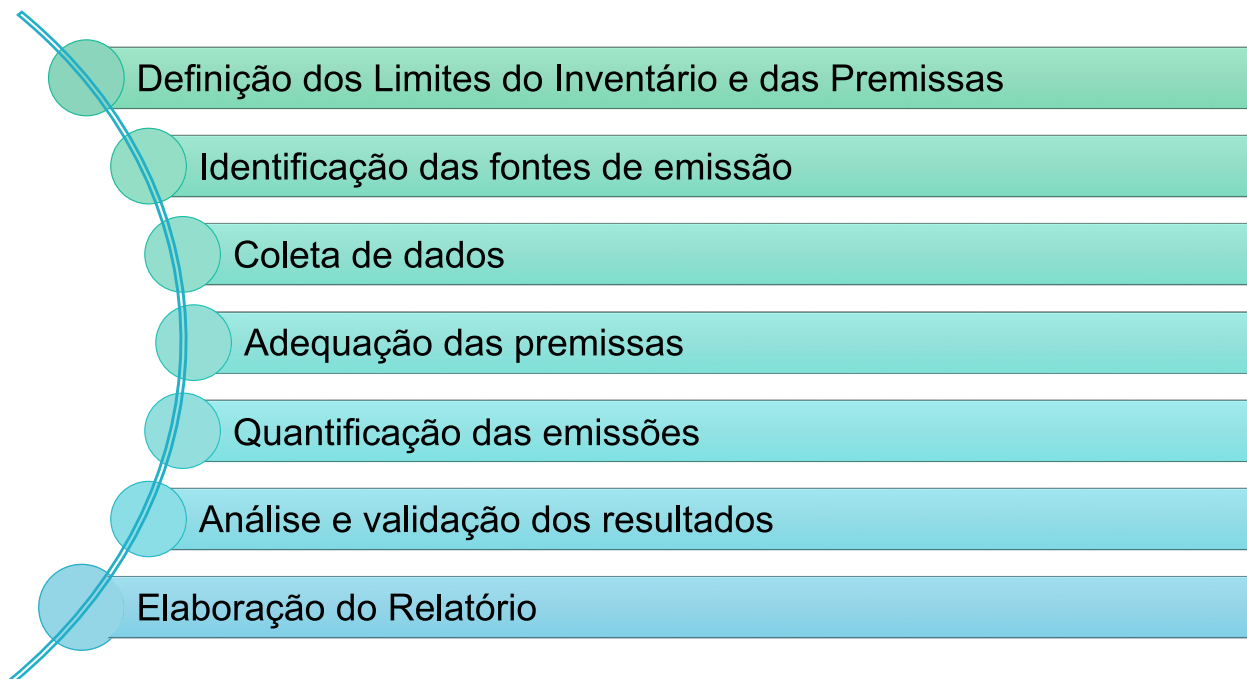 Definição dos Limites do Inventário e das Premissas
Identificação das fontes de emissão
Coleta de dados
Adequação das premissas
Quantificação das emissões
Análise e validação dos resultados
Elaboração do Relatório